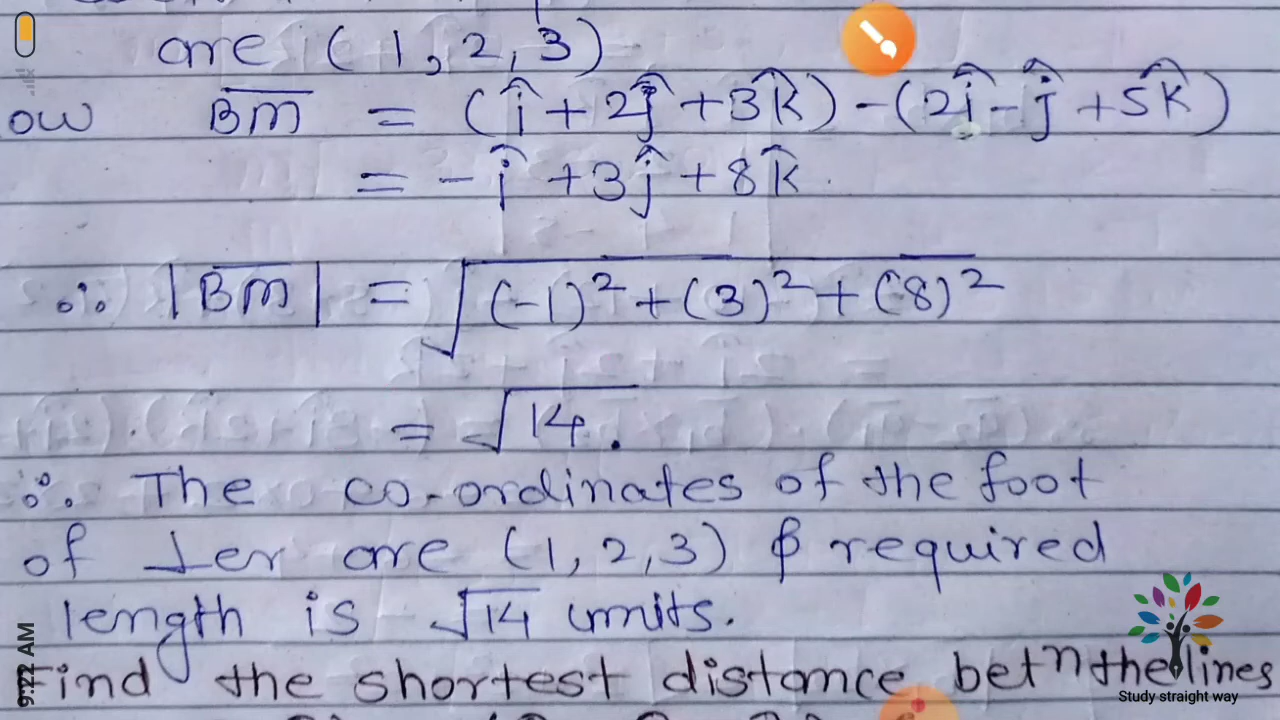 are (1, 2, 3)
ow BM = (î + 2ĵ + 3k̂) - (2î - ĵ + 5k̂)
= - î + 3ĵ + 8k̂.
∴ |BM| = √(-1)² + (3)² + (8)²
= √14.
∴ The co-ordinates of the foot
of ⊥er are (1, 2, 3) & required
length is √14 units.
Find the shortest distance betⁿ the lines
Study straight way
9:22 AM